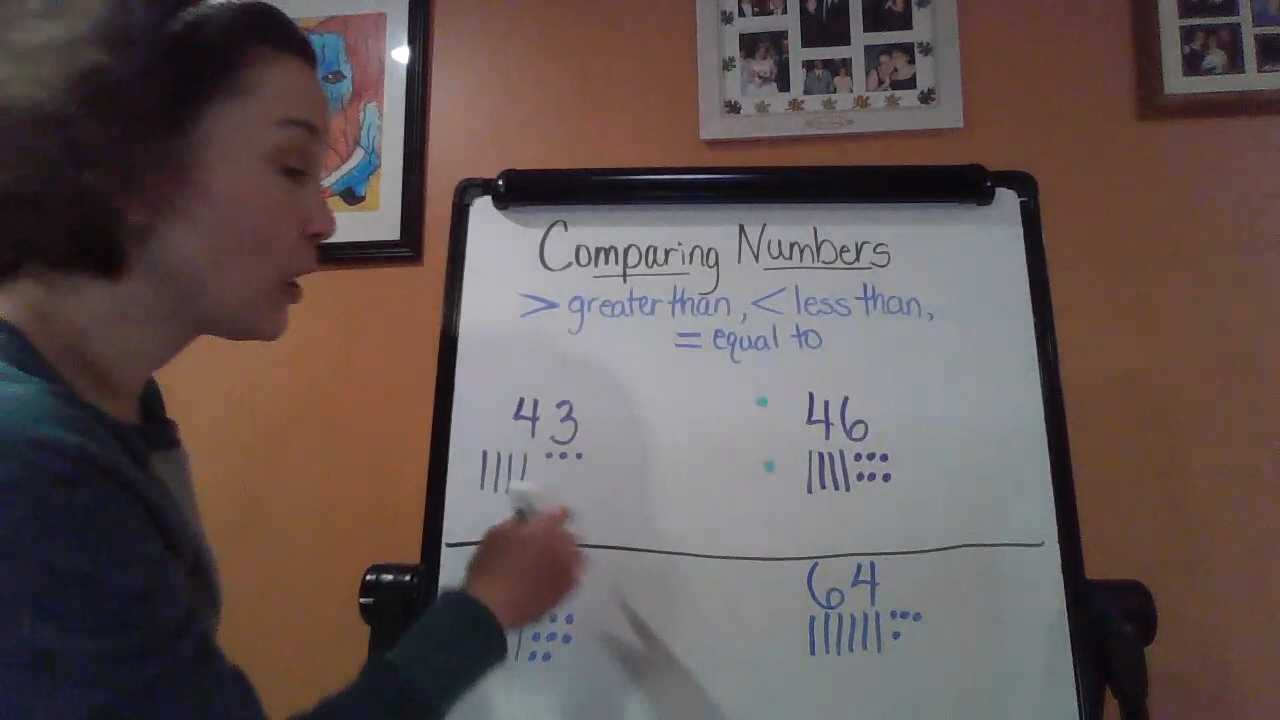 Comparing Numbers
> greater than, < less than,
= equal to
43 46
64